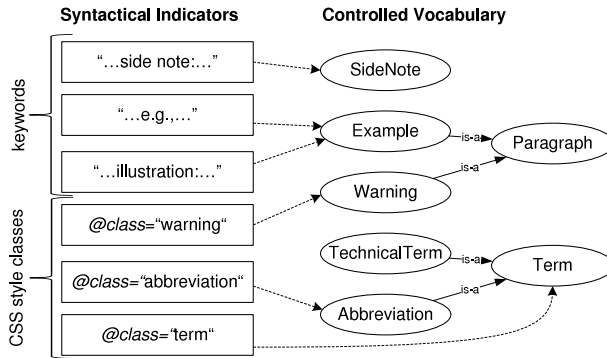 Syntactical Indicators
Controlled Vocabulary
keywords
“…side note:…”
SideNote
“…e.g.,…”
Example
is-a
Paragraph
“…illustration:…”
is-a
Warning
CSS style classes
@class=“warning“
TechnicalTerm
is-a
Term
@class=“abbreviation“
is-a
Abbreviation
@class=“term“